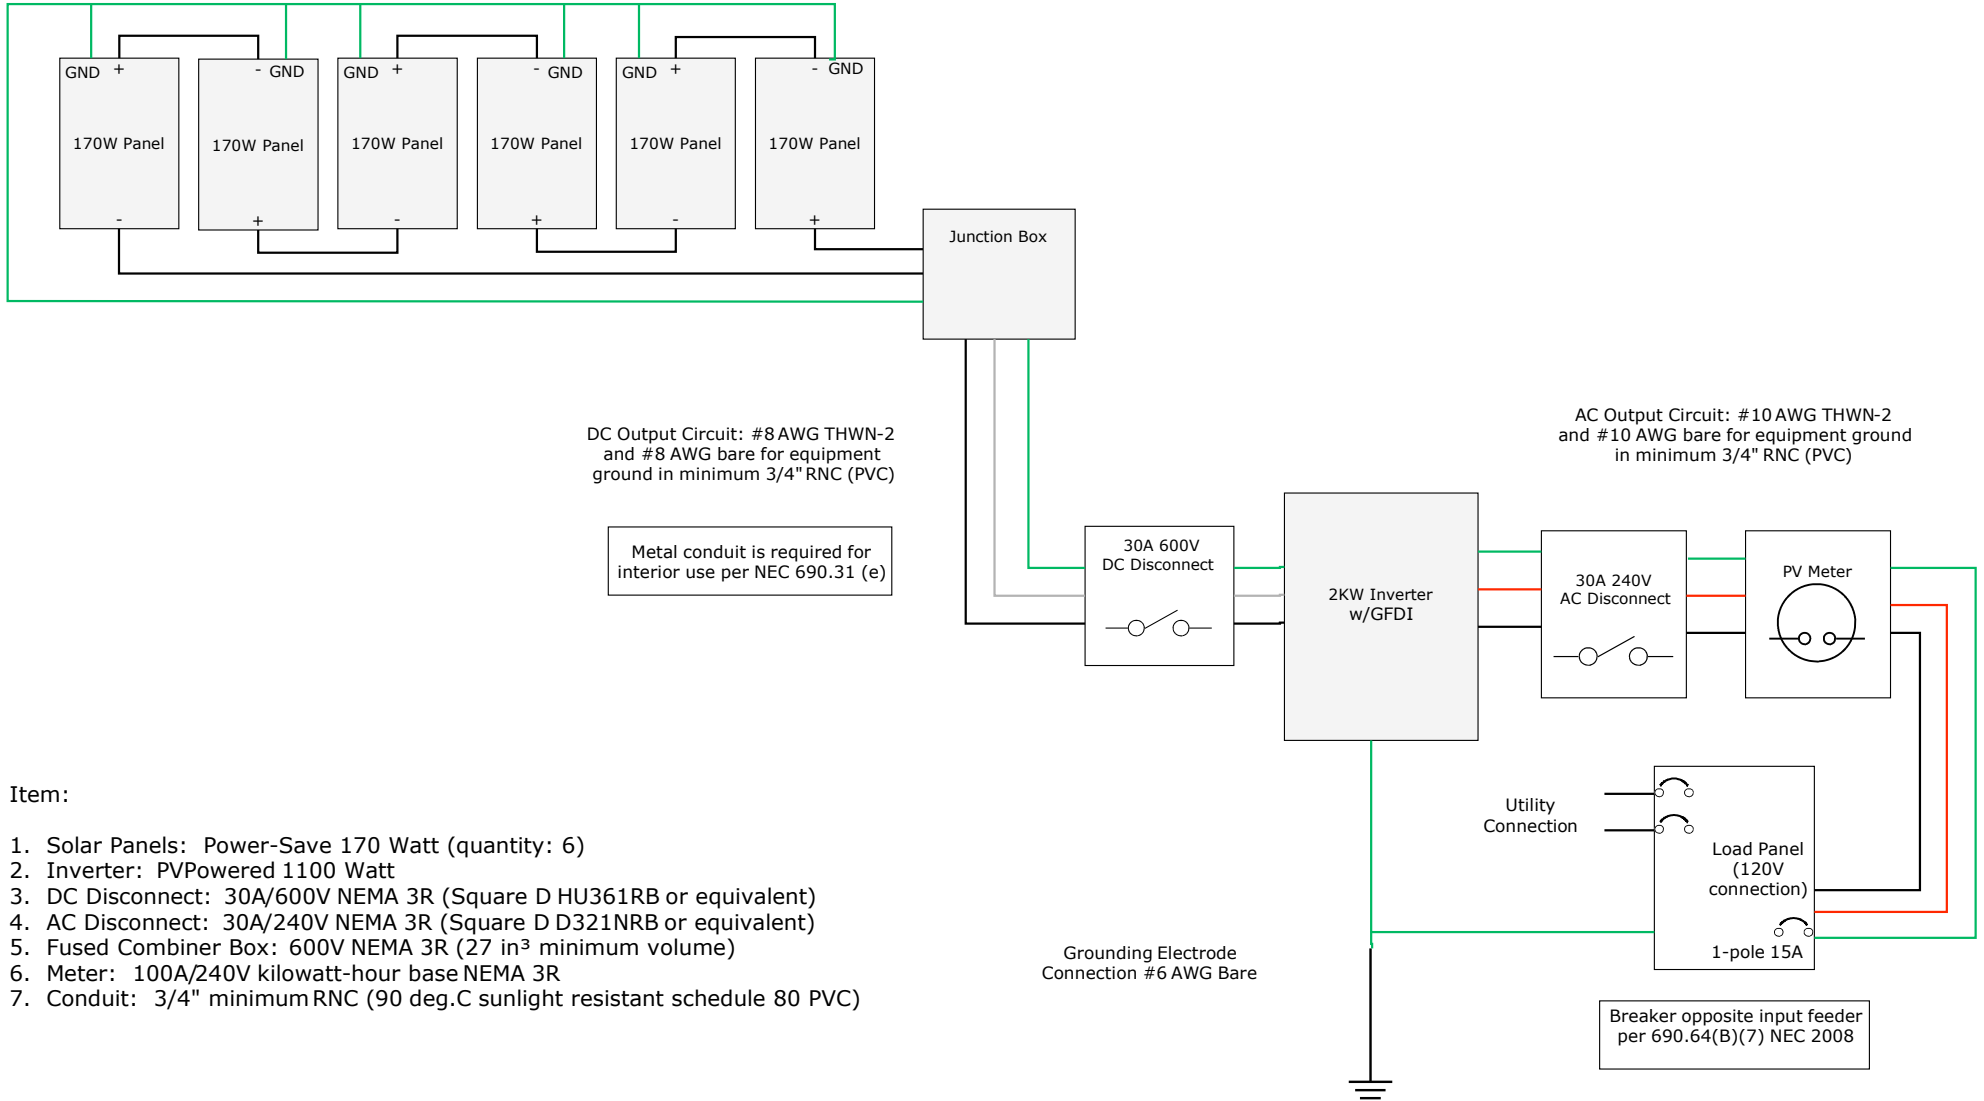 GND +
- GND
GND +
- GND
GND +
- GND
170W Panel
170W Panel
170W Panel
170W Panel
170W Panel
170W Panel
-
+
-
+
-
+
Junction Box
DC Output Circuit: #8 AWG THWN-2
and #8 AWG bare for equipment
ground in minimum 3/4" RNC (PVC)
Metal conduit is required for
interior use per NEC 690.31 (e)
AC Output Circuit: #10 AWG THWN-2
and #10 AWG bare for equipment ground
in minimum 3/4" RNC (PVC)
30A 600V
DC Disconnect
2KW Inverter
w/GFDI
30A 240V
AC Disconnect
PV Meter
Utility
Connection
Load Panel
(120V
connection)
1-pole 15A
Grounding Electrode
Connection #6 AWG Bare
Breaker opposite input feeder
per 690.64(B)(7) NEC 2008
Item:
1. Solar Panels: Power-Save 170 Watt (quantity: 6)
2. Inverter: PVPowered 1100 Watt
3. DC Disconnect: 30A/600V NEMA 3R (Square D HU361RB or equivalent)
4. AC Disconnect: 30A/240V NEMA 3R (Square D D321NRB or equivalent)
5. Fused Combiner Box: 600V NEMA 3R (27 in³ minimum volume)
6. Meter: 100A/240V kilowatt-hour base NEMA 3R
7. Conduit: 3/4" minimum RNC (90 deg.C sunlight resistant schedule 80 PVC)